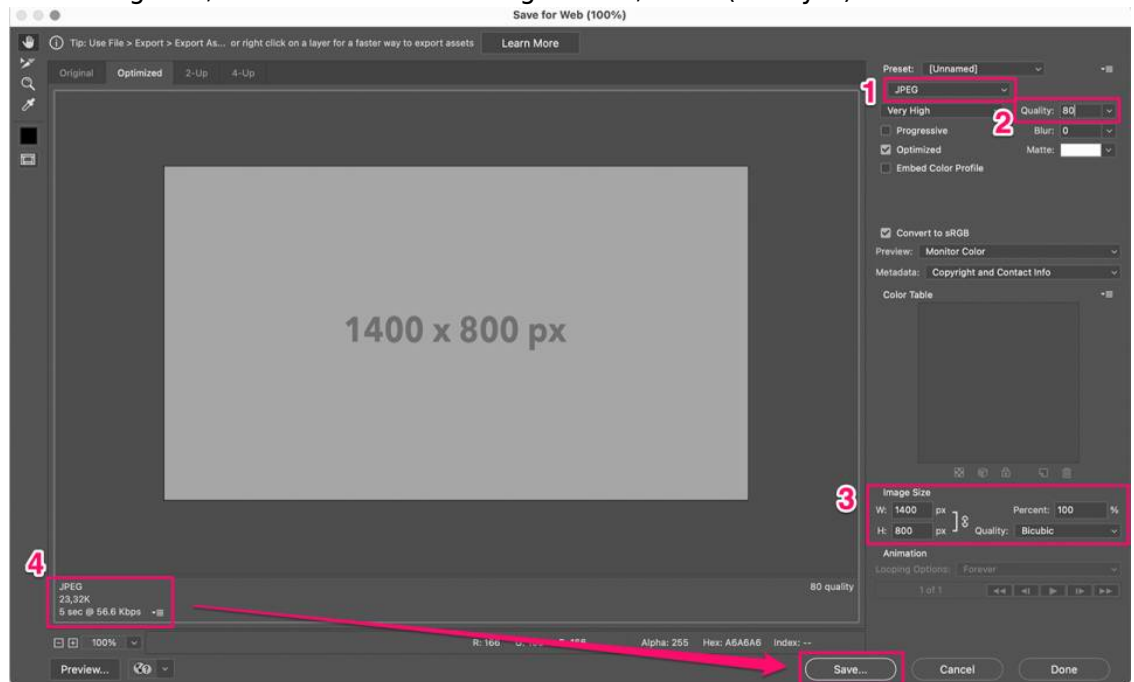 Save for Web (100%)
Tip: Use File > Export > Export As... or right click on a layer for a faster way to export assets
Learn More
Original Optimized 2-Up 4-Up
Preset: [Unnamed]
1
JPEG
Very High
2
Quality: 80
Progressive
Blur: 0
Optimized
Matte:
Embed Color Profile
Convert to sRGB
Preview: Monitor Color
Metadata: Copyright and Contact Info
Color Table
1400 x 800 px
3
Image Size
W: 1400 px
Percent: 100 %
H: 800 px
Quality: Bicubic
Animation
Looping Options: Forever
1 of 1
4
JPEG
23,32K
5 sec @ 56.6 Kbps
80 quality
100%
R: 166
Alpha: 255
Hex: A6A6A6
Index: --
Preview...
Save...
Cancel
Done